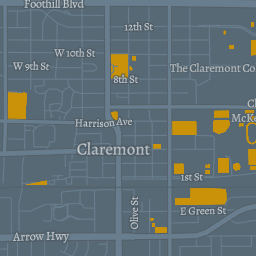 Foothill Blvd
12th St
W 10th St
W 9th St
The Claremont Co
8th St
Harrison Ave
Claremont
1st St
Olive St
E Green St
Arrow Hwy